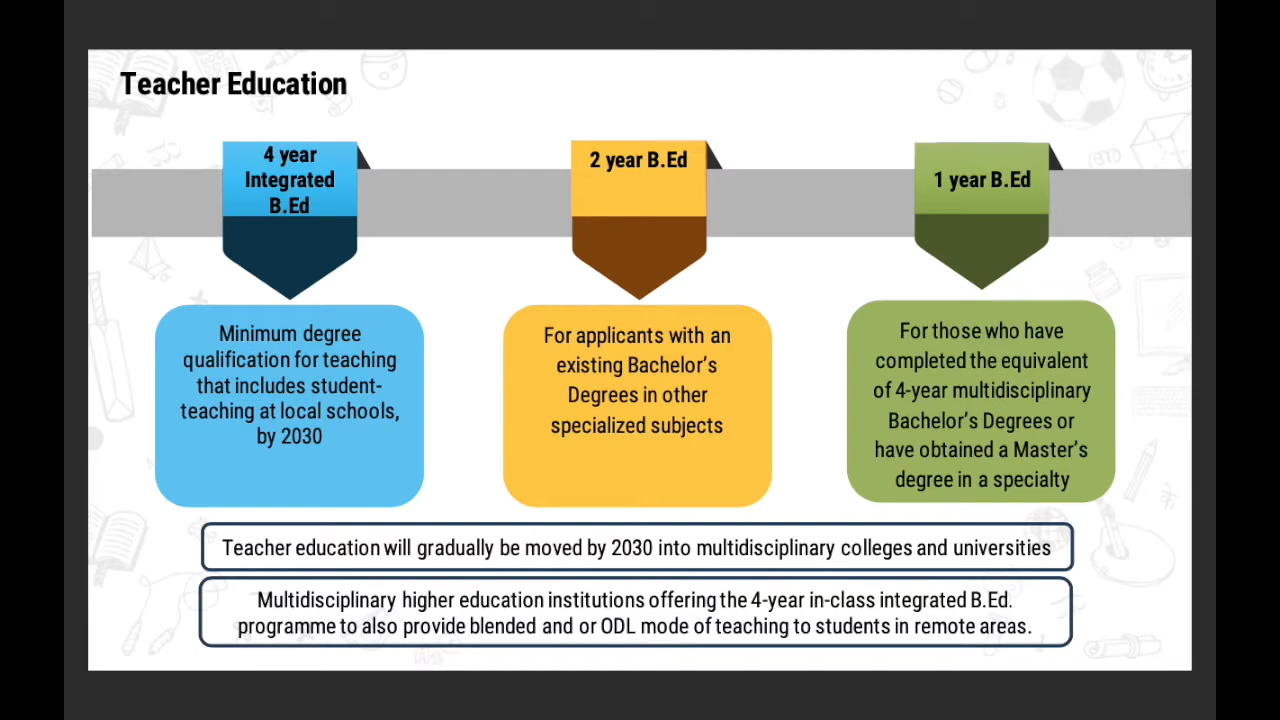 Teacher Education
4 year
Integrated
B.Ed
2 year B.Ed
1 year B.Ed
Minimum degree
qualification for teaching
that includes student-
teaching at local schools,
by 2030
For applicants with an
existing Bachelor's
Degrees in other
specialized subjects
For those who have
completed the equivalent
of 4-year multidisciplinary
Bachelor's Degrees or
have obtained a Master's
degree in a specialty
Teacher education will gradually be moved by 2030 into multidisciplinary colleges and universities
Multidisciplinary higher education institutions offering the 4-year in-class integrated B.Ed.
programme to also provide blended and or ODL mode of teaching to students in remote areas.